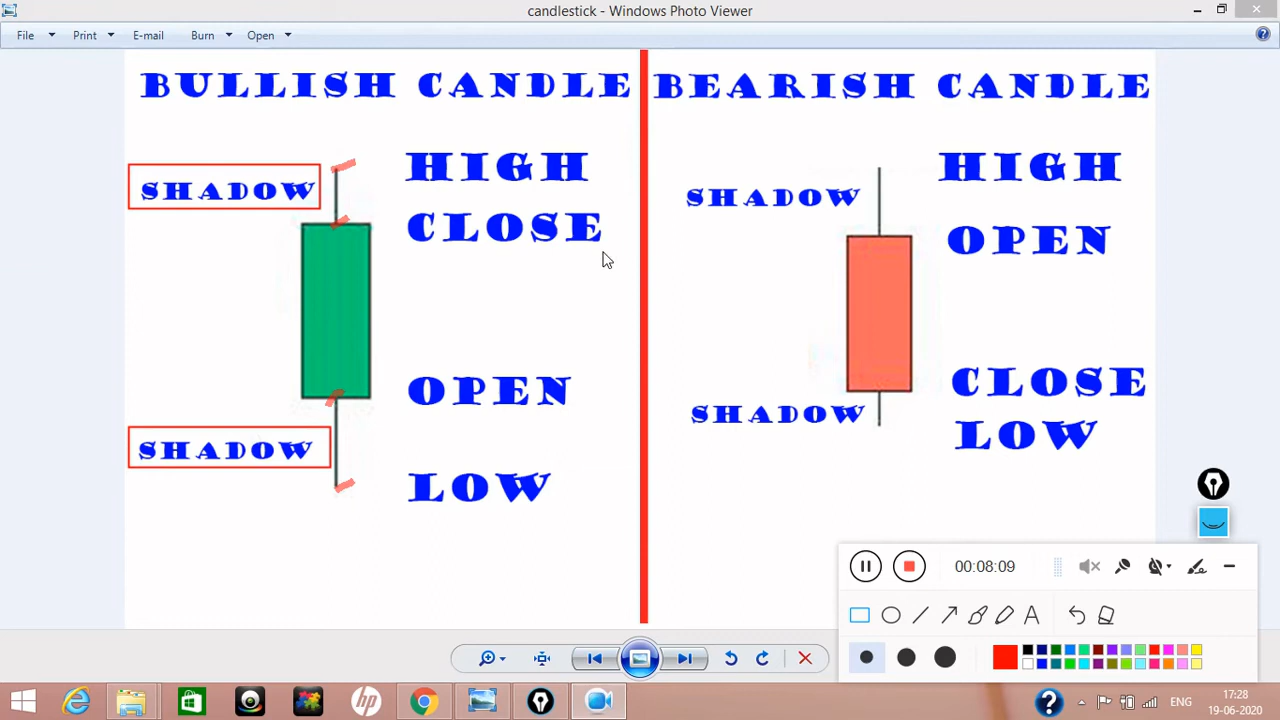 candlestick - Windows Photo Viewer
File Print E-mail Burn Open
BULLISH CANDLE
BEARISH CANDLE
SHADOW
HIGH
CLOSE
OPEN
SHADOW
LOW
SHADOW
HIGH
OPEN
CLOSE
SHADOW
LOW
00:08:09
A
ENG
17:28
19-06-2020